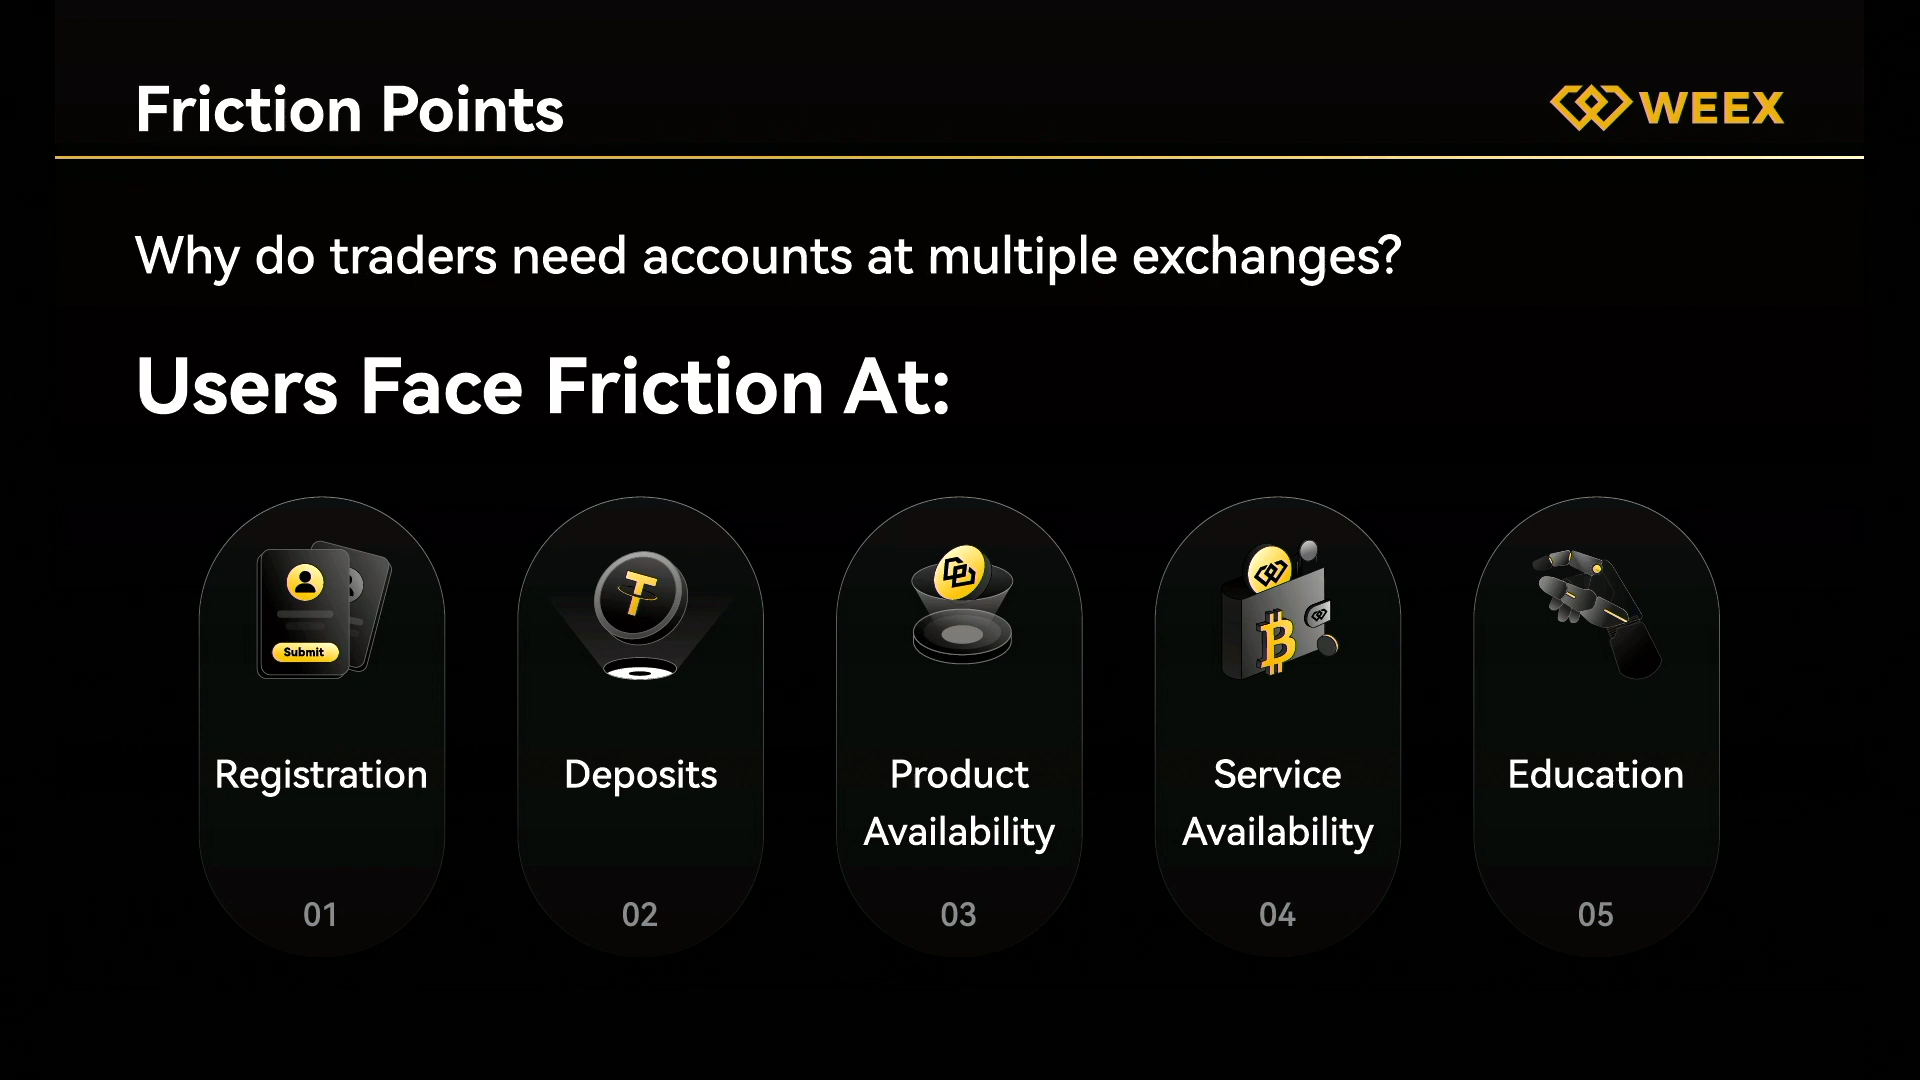 Friction Points
WEEX
Why do traders need accounts at multiple exchanges?
Users Face Friction At:
Submit
Registration
01
Deposits
02
Product
Availability
03
Service
Availability
04
Education
05